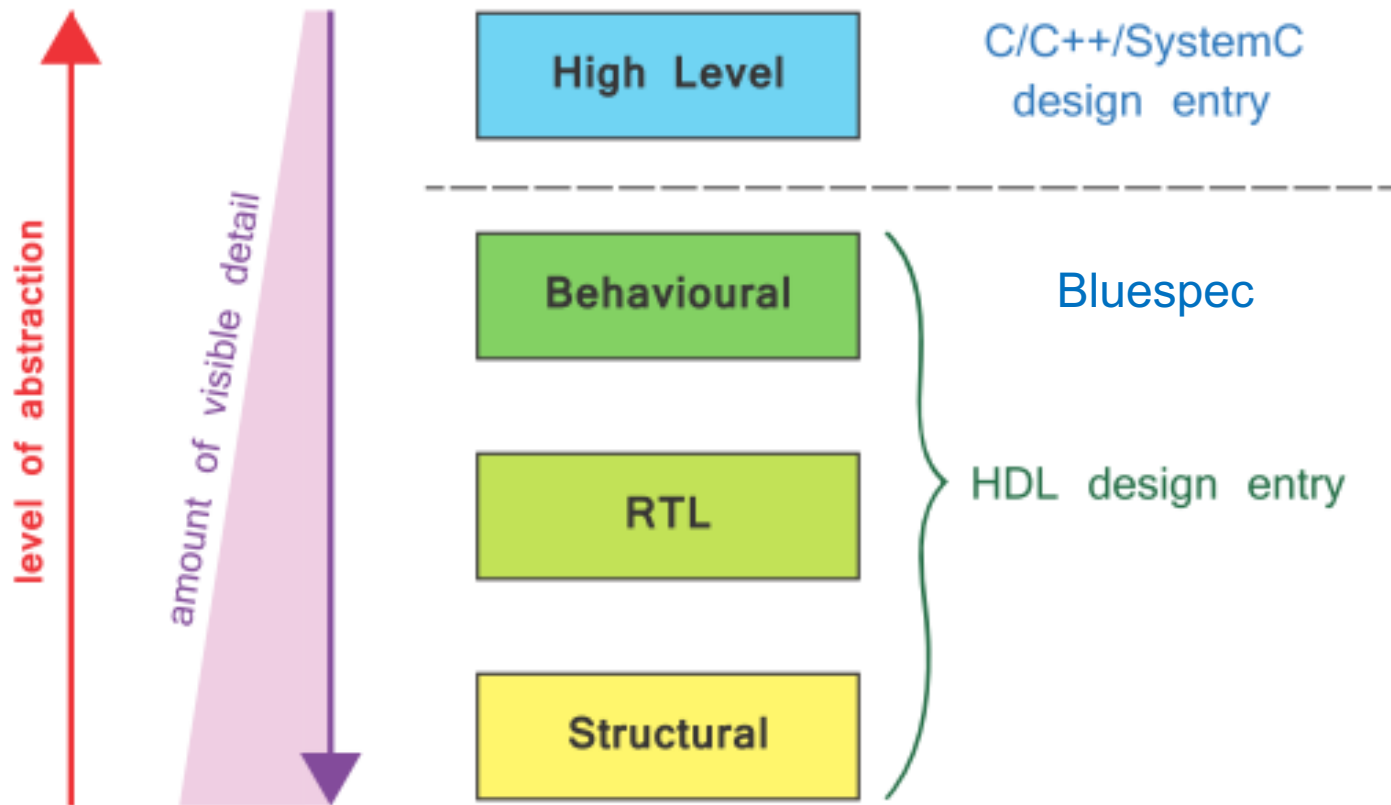 level of abstraction
amount of visible detail
High Level
C/C++/SystemC
design entry
Behavioural
Bluespec
RTL
HDL design entry
Structural